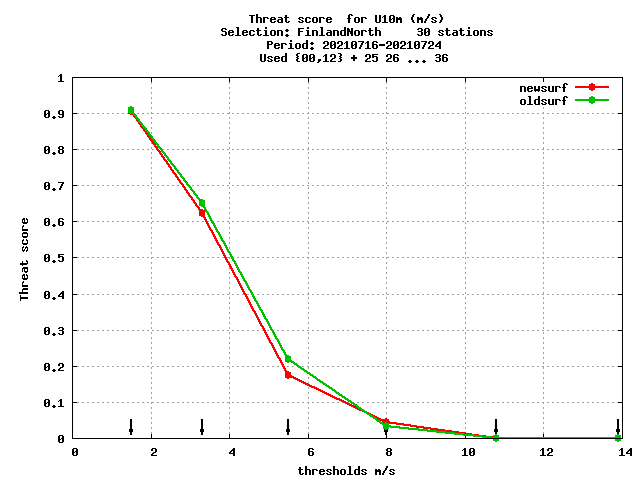 Threat score  for U10m (m/s)
Selection: FinlandNorth     30 stations
Period: 20210716-20210724
Used {00,12} + 25 26 ... 36
newsurf
oldsurf
Threat score
1
0.9
0.8
0.7
0.6
0.5
0.4
0.3
0.2
0.1
0
0 2 4 6 8 10 12 14
thresholds m/s